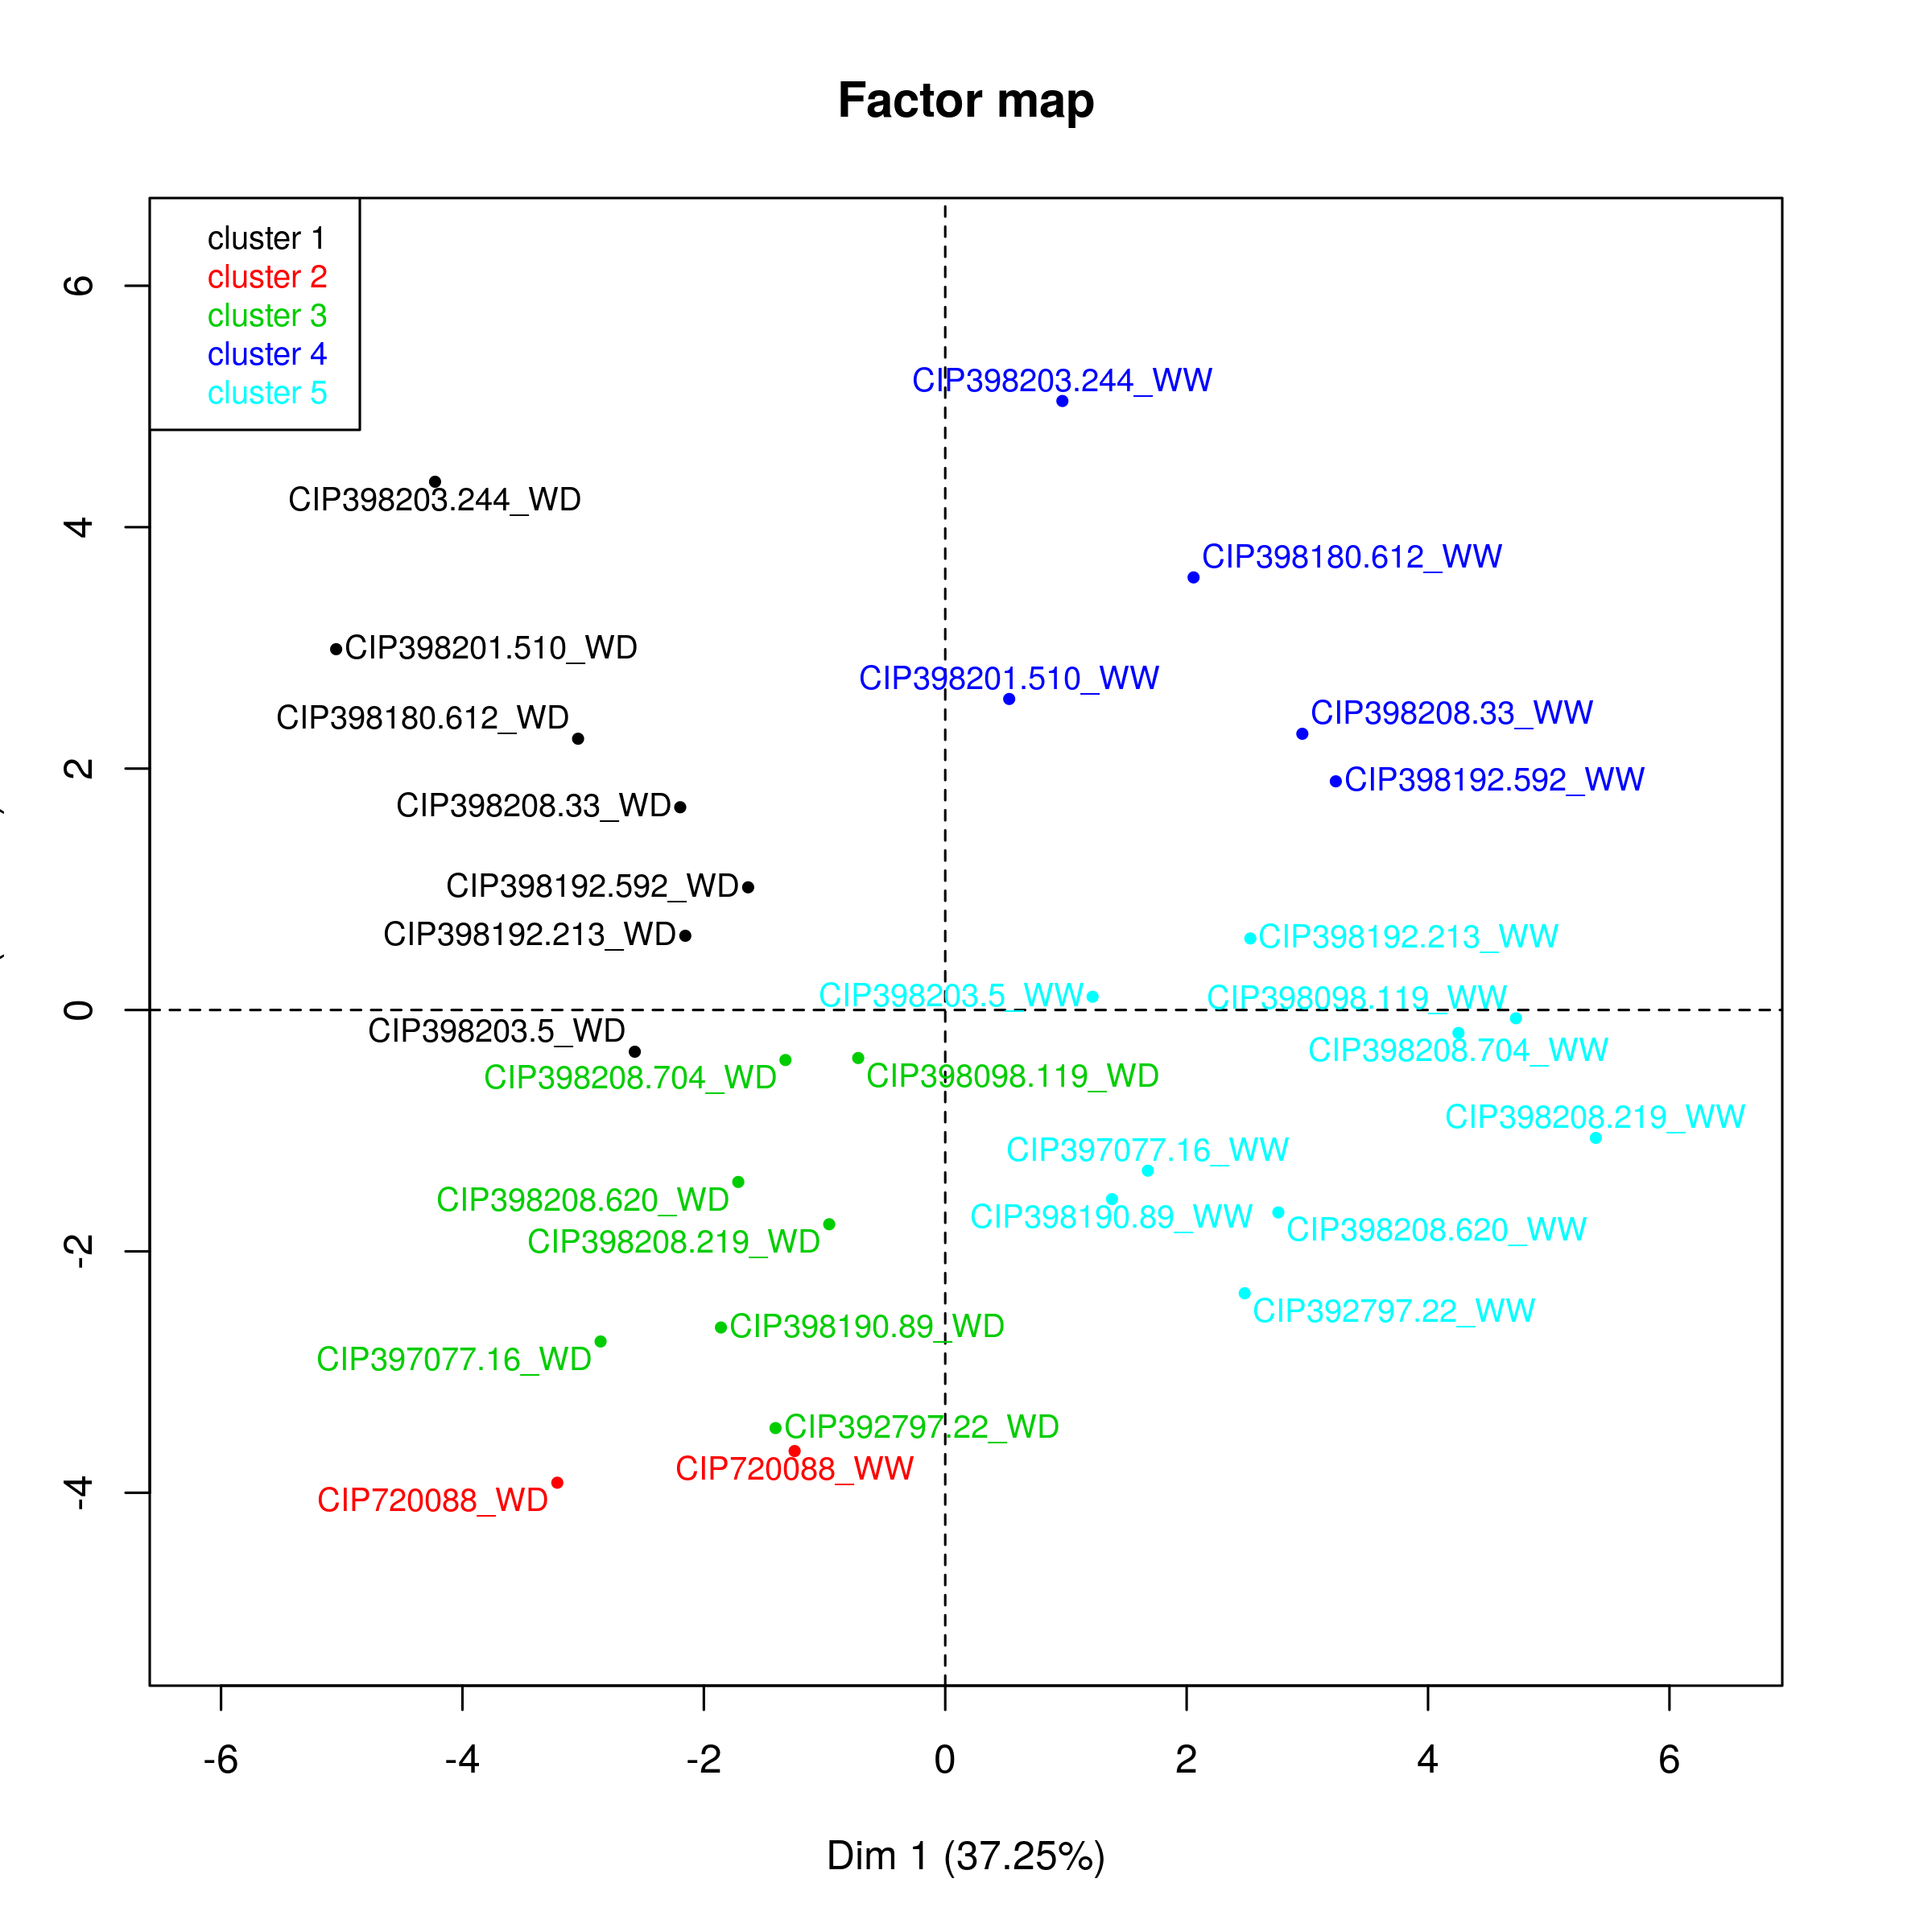 Factor map
cluster 1
cluster 2
cluster 3
cluster 4
cluster 5
6
4
2
0
-2
-4
CIP398203.244_WW
CIP398203.244_WD
CIP398180.612_WW
CIP398201.510_WD
CIP398201.510_WW
CIP398180.612_WD
CIP398208.33_WW
CIP398192.592_WW
CIP398208.33_WD
CIP398192.592_WD
CIP398192.213_WD
CIP398192.213_WW
CIP398203.5_WW
CIP398098.119_WW
CIP398203.5_WD
CIP398208.704_WW
CIP398208.704_WD
CIP398098.119_WD
CIP398208.219_WW
CIP397077.16_WW
CIP398208.620_WD
CIP398190.89_WW
CIP398208.620_WW
CIP398208.219_WD
CIP392797.22_WW
CIP398190.89_WD
CIP397077.16_WD
CIP392797.22_WD
CIP720088_WW
CIP720088_WD
-6 -4 -2 0 2 4 6
Dim 1 (37.25%)